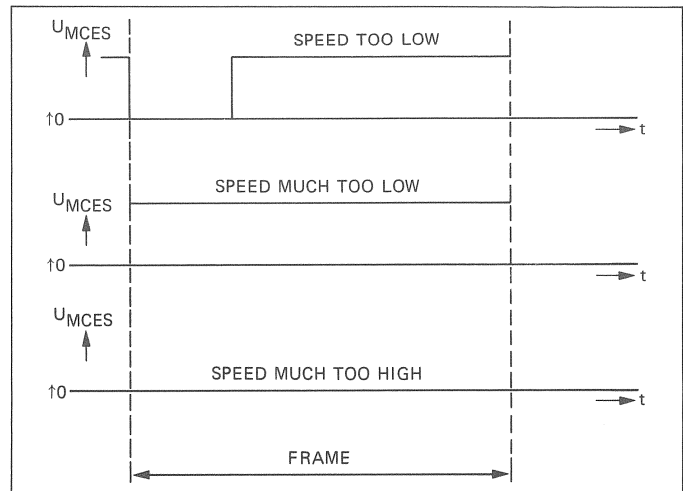 UMCES
SPEED TOO LOW
↑0
t
SPEED MUCH TOO LOW
UMCES
↑0
t
UMCES
SPEED MUCH TOO HIGH
↑0
t
FRAME